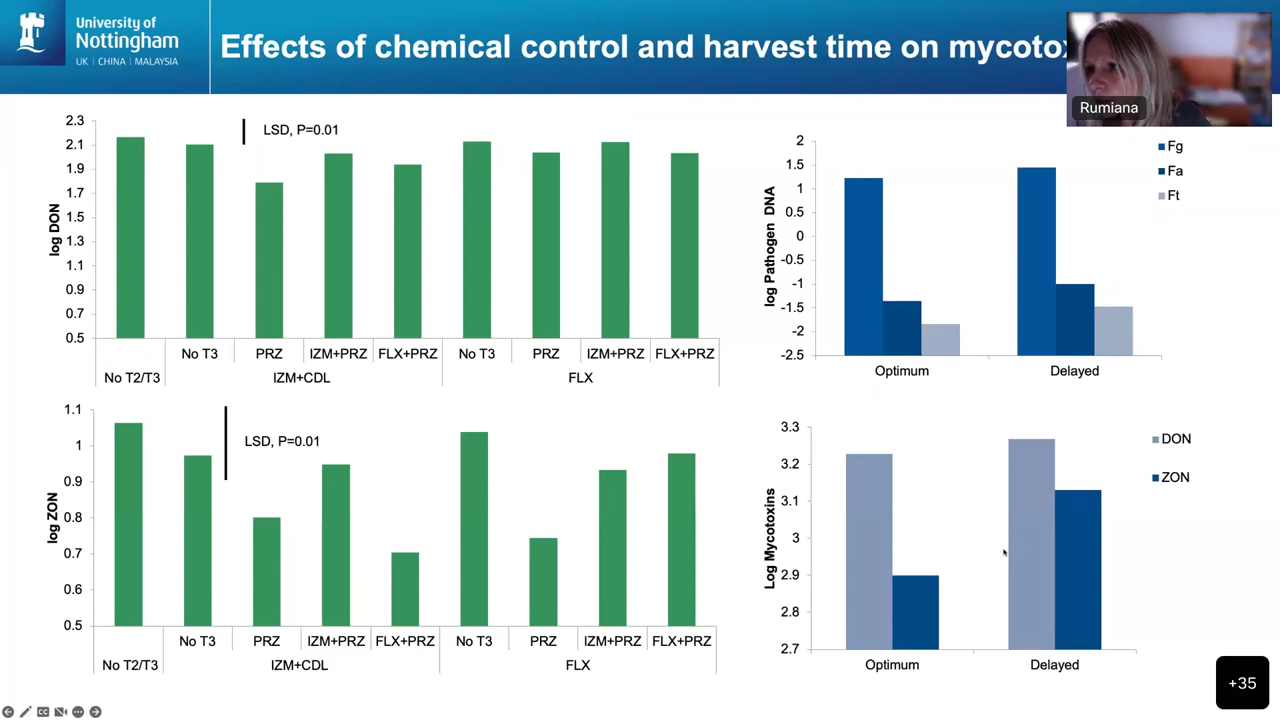 University of
Nottingham
UK | CHINA | MALAYSIA
Effects of chemical control and harvest time on
Rumiana
2.3
2.1
1.9
1.7
1.5
1.3
1.1
0.9
0.7
0.5
log DON
LSD, P=0.01
No T3 PRZ IZM+PRZ FLX+PRZ No T3 PRZ IZM+PRZ FLX+PRZ
No T2/T3 IZM+CDL FLX
2
1.5
1
0.5
0
-0.5
-1
-1.5
-2
-2.5
log Pathogen DNA
Optimum Delayed
Fg
Fa
Ft
1.1
1
0.9
0.8
0.7
0.6
0.5
log ZON
LSD, P=0.01
No T3 PRZ IZM+PRZ FLX+PRZ No T3 PRZ IZM+PRZ FLX+PRZ
No T2/T3 IZM+CDL FLX
3.3
3.2
3.1
3
2.9
2.8
2.7
Log Mycotoxins
Optimum Delayed
DON
ZON
+35